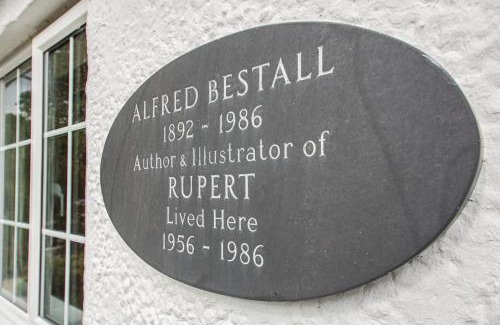 ALFRED BESTALL
1892 - 1986
Author & Illustrator of
RUPERT
Lived Here
1956 - 1986